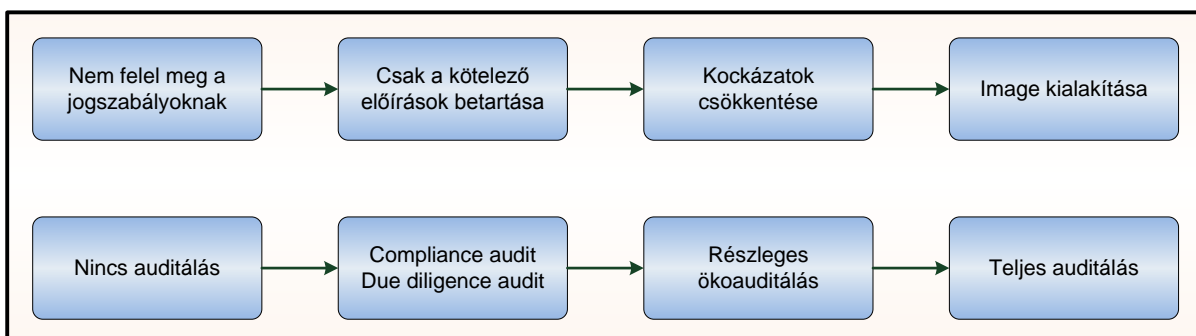 Nem felel meg a
jogszabályoknak
Csak a kötelező
előírások betartása
Kockázatok
csökkentése
Image kialakítása
Nincs auditálás
Compliance audit
Due diligence audit
Részleges
ökoauditálás
Teljes auditálás